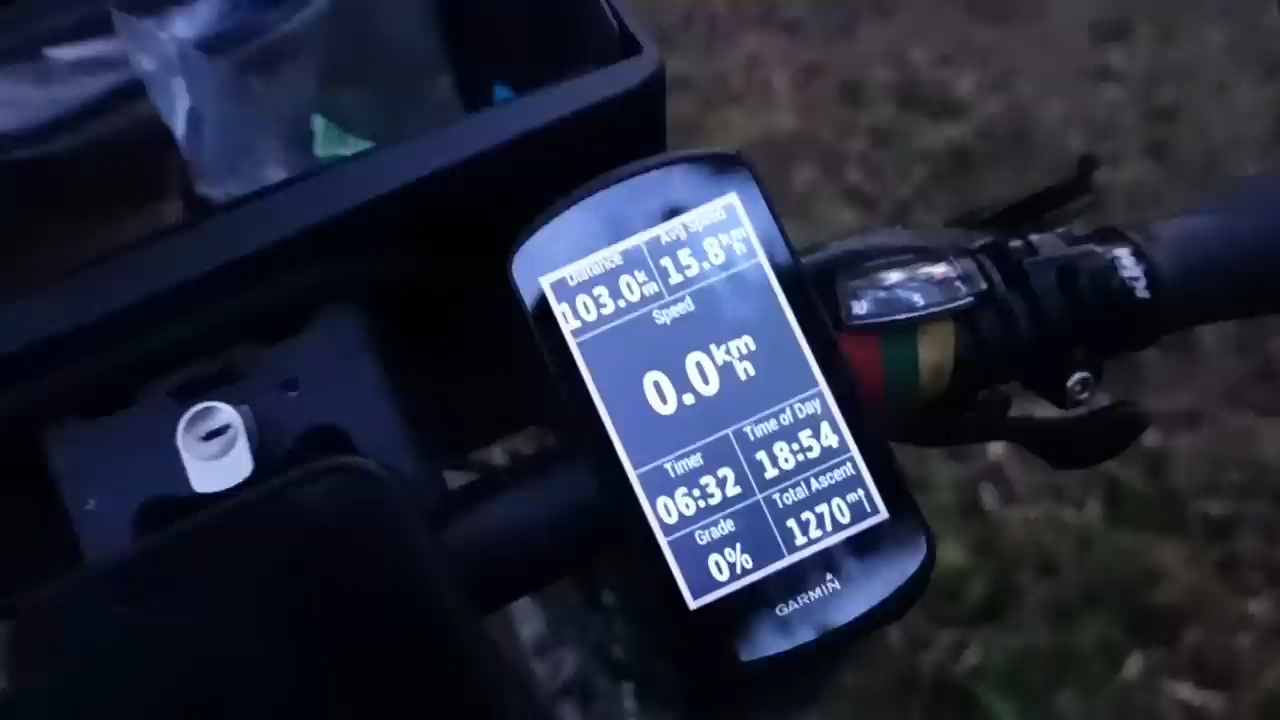 Distance
Avg Speed
103.0 km
15.8 km/h
Speed
0.0 km/h
Timer
Time of Day
06:32
18:54
Grade
Total Ascent
0%
1270 m↑
GARMIN